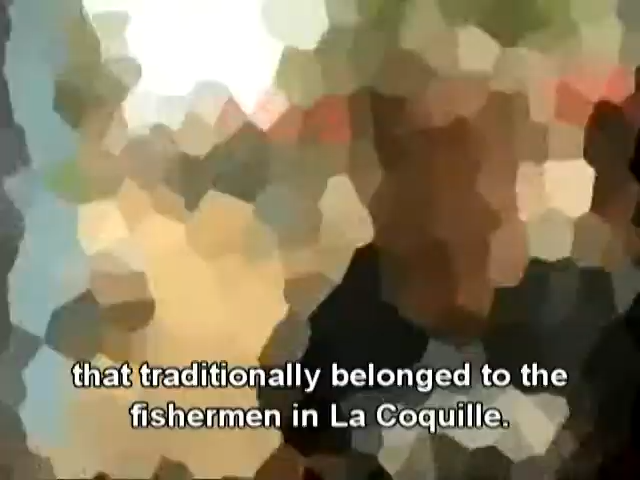 that traditionally belonged to the
fishermen in La Coquille.